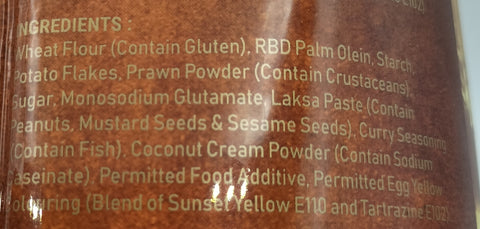 E102)
INGREDIENTS :
Wheat Flour (Contain Gluten), RBD Palm Olein, Starch,
Potato Flakes, Prawn Powder (Contain Crustaceans),
Sugar, Monosodium Glutamate, Laksa Paste (Contain
Peanuts, Mustard Seeds & Sesame Seeds), Curry Seasoning
(Contain Fish), Coconut Cream Powder (Contain Sodium
Caseinate), Permitted Food Additive, Permitted Egg Yellow
Colouring (Blend of Sunset Yellow E110 and Tartrazine E102).